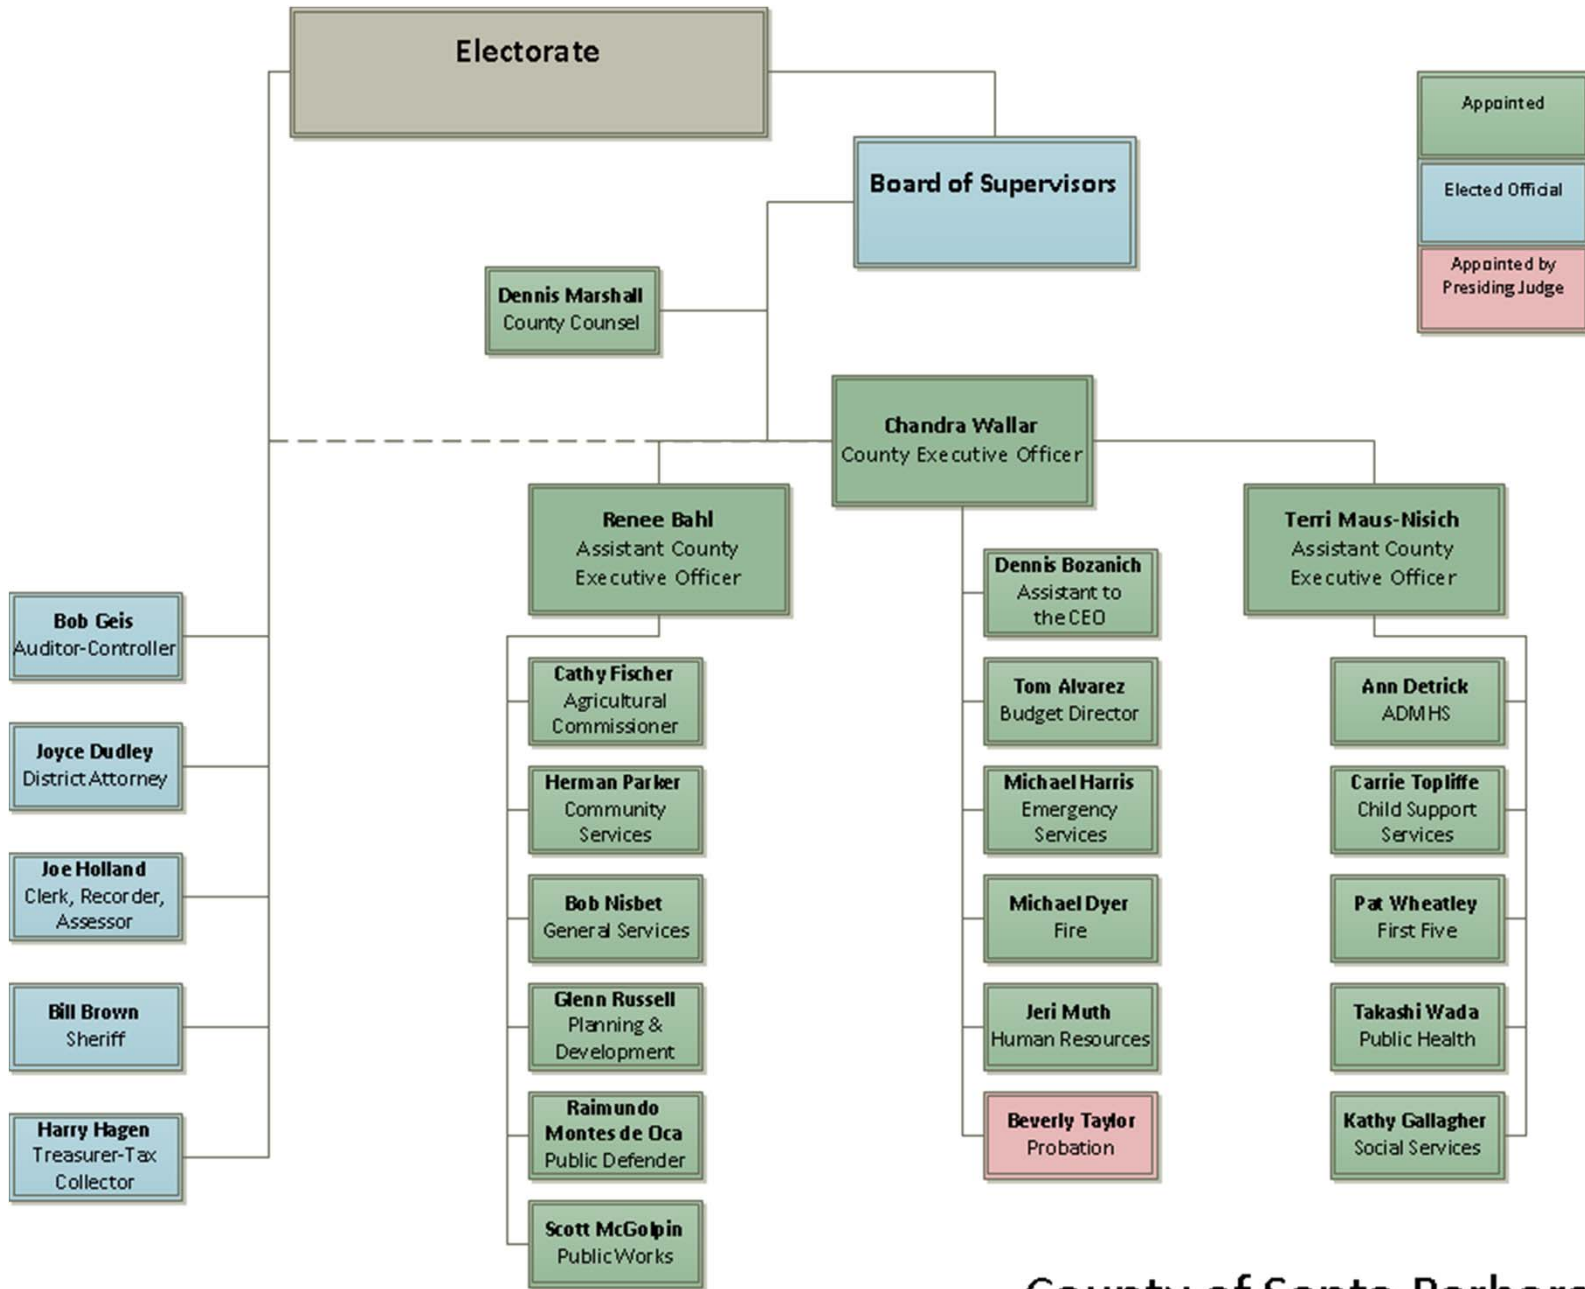 Electorate
Appointed
Elected Official
Appointed by
Presiding Judge
Board of Supervisors
Dennis Marshall
County Counsel
Chandra Wallar
County Executive Officer
Renee Bahl
Assistant County
Executive Officer
Terri Maus-Nisich
Assistant County
Executive Officer
Bob Geis
Auditor-Controller
Joyce Dudley
District Attorney
Joe Holland
Clerk, Recorder,
Assessor
Bill Brown
Sheriff
Harry Hagen
Treasurer-Tax
Collector
Cathy Fischer
Agricultural
Commissioner
Herman Parker
Community
Services
Bob Nisbet
General Services
Glenn Russell
Planning &
Development
Raimundo
Montes de Oca
Public Defender
Scott McGolpin
Public Works
Dennis Bozanich
Assistant to
the CEO
Tom Alvarez
Budget Director
Michael Harris
Emergency
Services
Michael Dyer
Fire
Jeri Muth
Human Resources
Beverly Taylor
Probation
Ann Detrick
ADMHS
Carrie Topliffe
Child Support
Services
Pat Wheatley
First Five
Takashi Wada
Public Health
Kathy Gallagher
Social Services
County of Santa Barbara